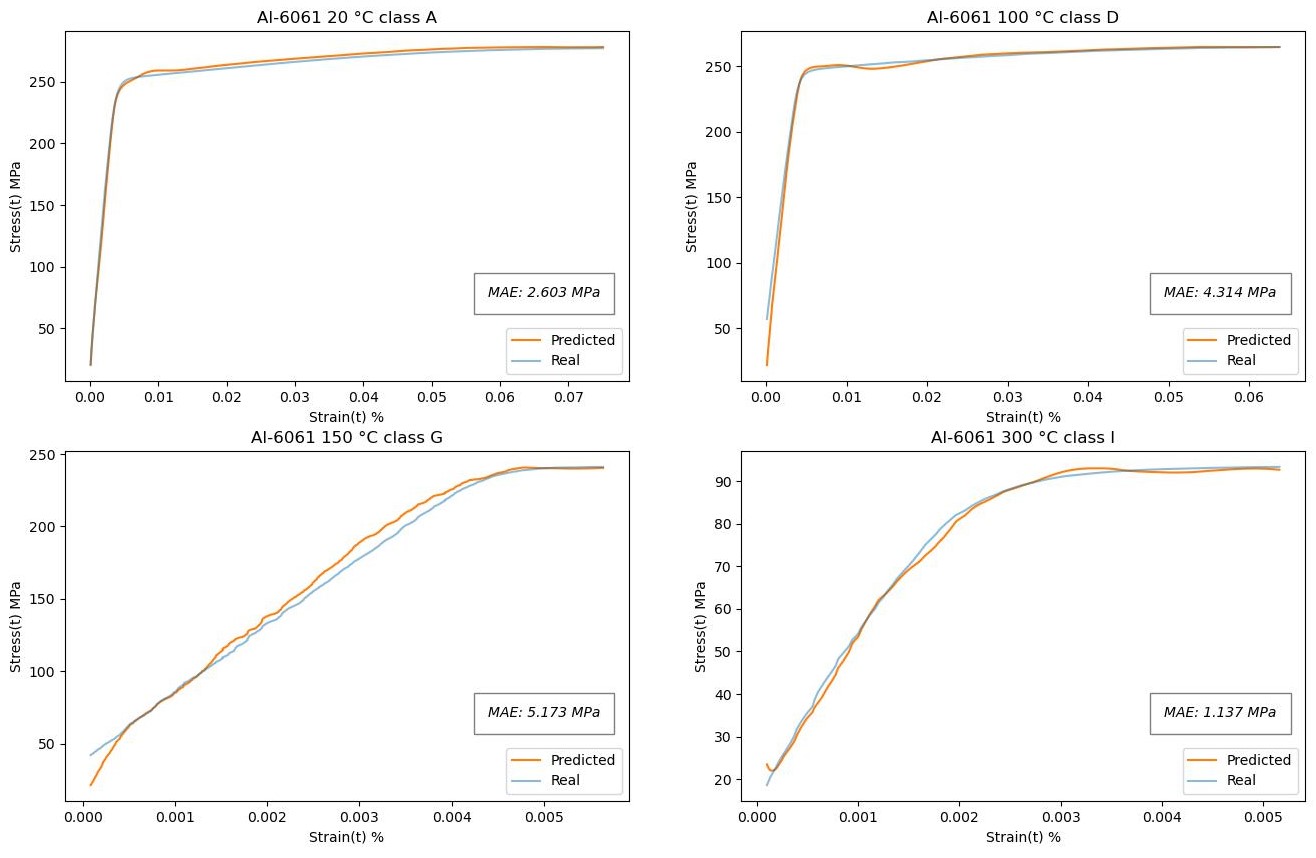 Al-6061 20 °C class A
Stress(t) MPa
250
200
150
100
50
0.00 0.01 0.02 0.03 0.04 0.05 0.06 0.07
Strain(t) %
MAE: 2.603 MPa
Predicted
Real
Al-6061 100 °C class D
Stress(t) MPa
250
200
150
100
50
0.00 0.01 0.02 0.03 0.04 0.05 0.06
Strain(t) %
MAE: 4.314 MPa
Predicted
Real
Al-6061 150 °C class G
Stress(t) MPa
250
200
150
100
50
0.000 0.001 0.002 0.003 0.004 0.005
Strain(t) %
MAE: 5.173 MPa
Predicted
Real
Al-6061 300 °C class I
Stress(t) MPa
90
80
70
60
50
40
30
20
0.000 0.001 0.002 0.003 0.004 0.005
Strain(t) %
MAE: 1.137 MPa
Predicted
Real